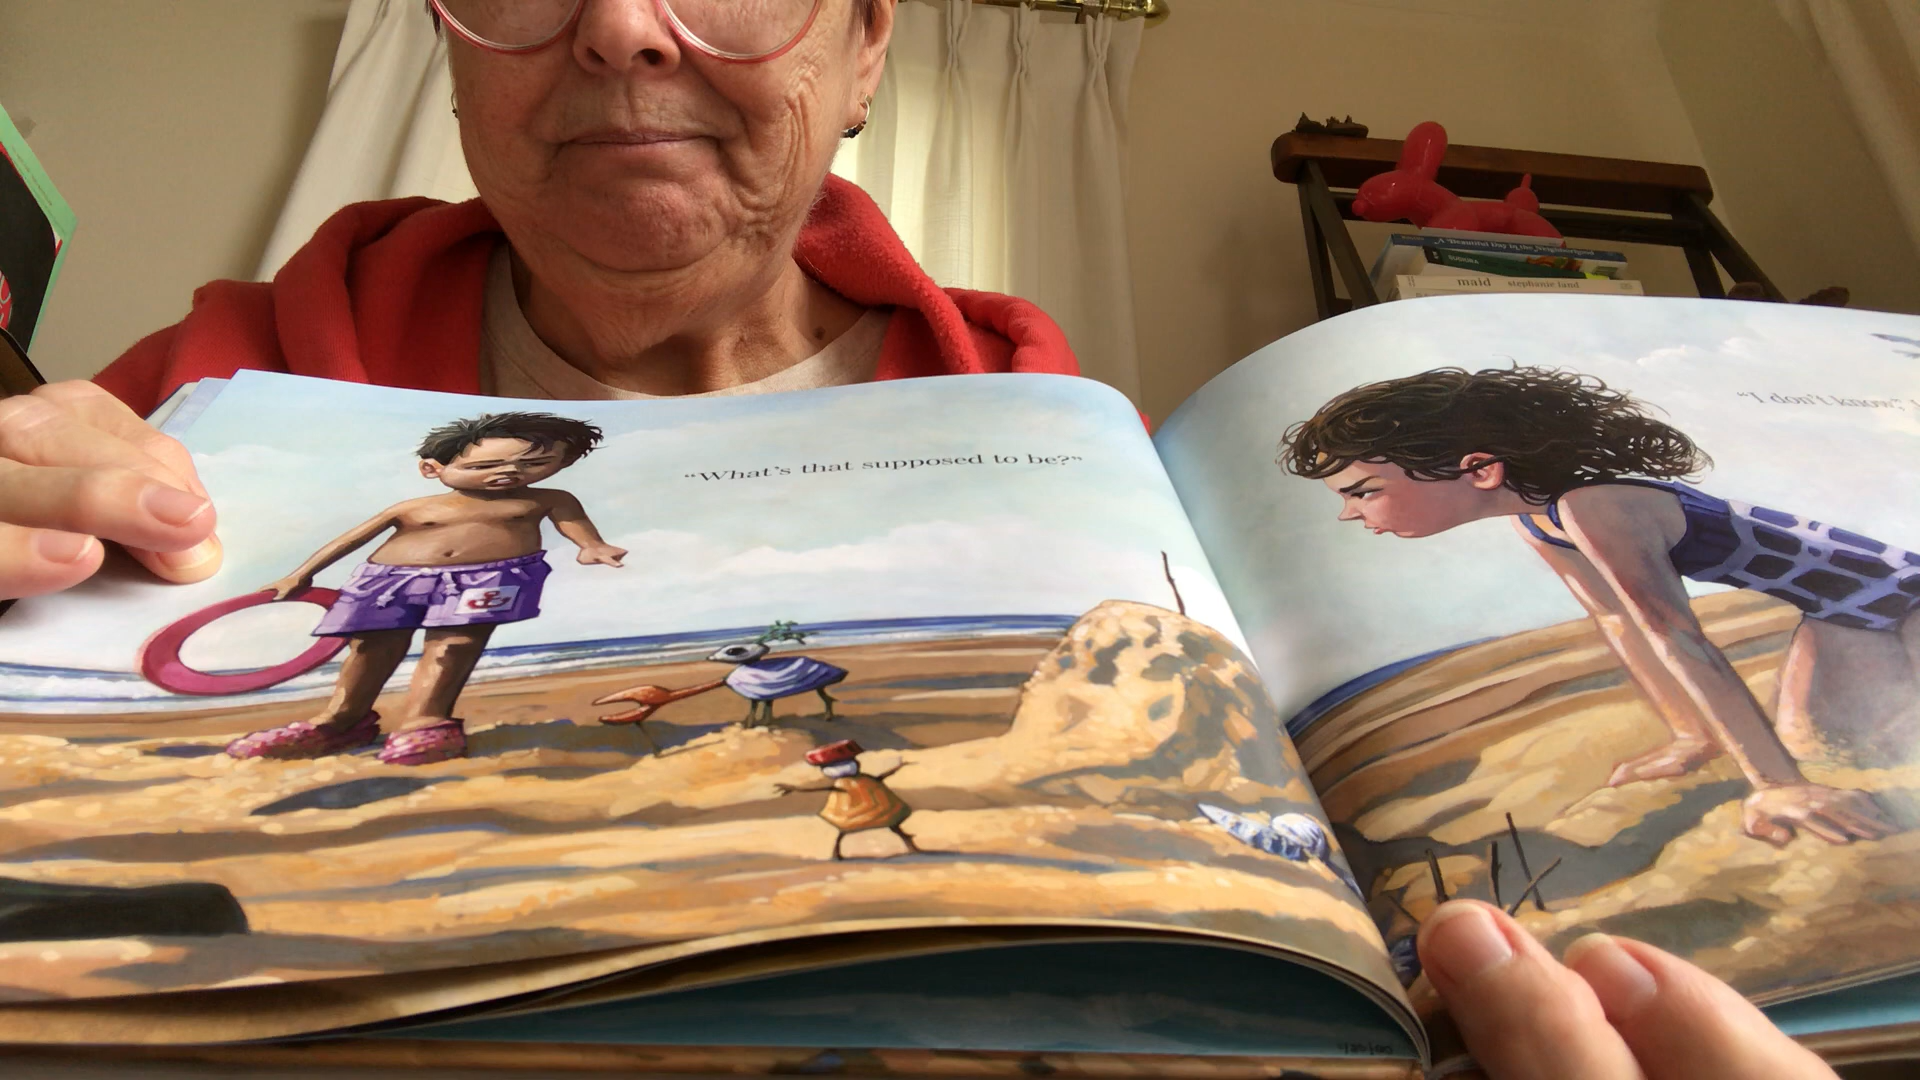 “What’s that supposed to be?”
“I don’t know?
A Beautiful Day in the Neighborhood
maid stephanie land